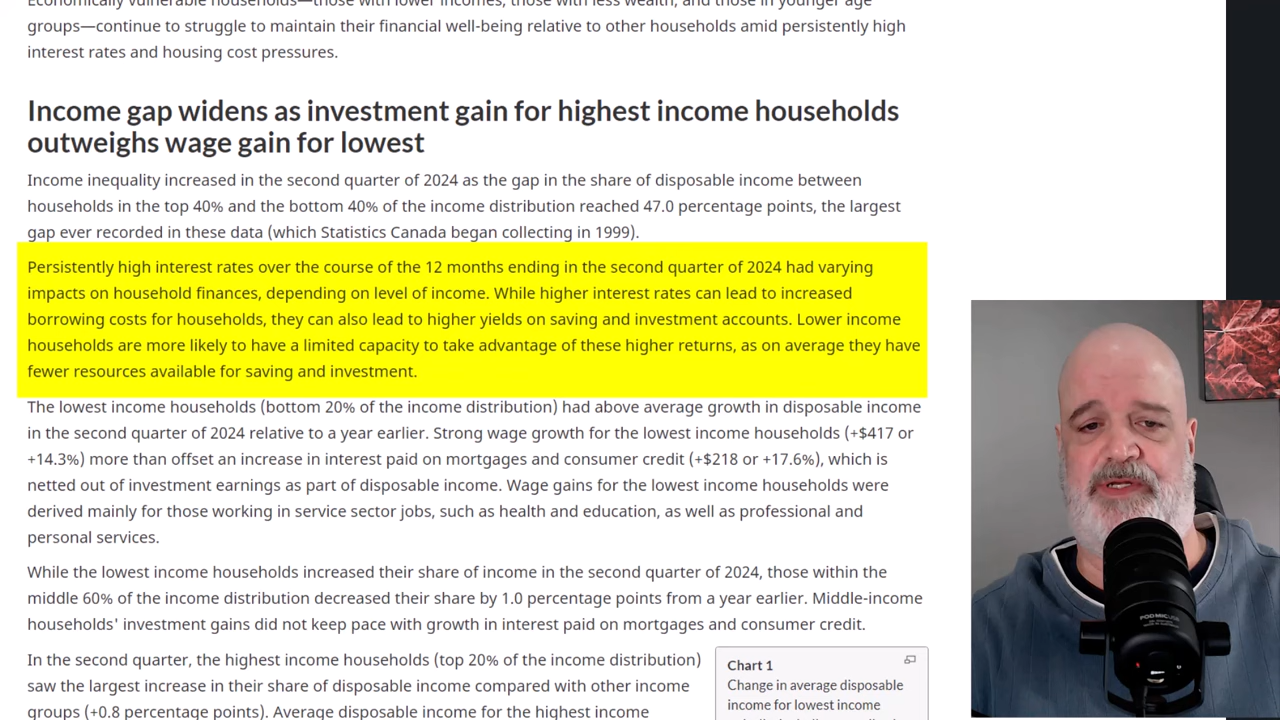 Economically vulnerable households—those with lower incomes, those with less wealth, and those in younger age
groups—continue to struggle to maintain their financial well-being relative to other households amid persistently high
interest rates and housing cost pressures.
Income gap widens as investment gain for highest income households
outweighs wage gain for lowest
Income inequality increased in the second quarter of 2024 as the gap in the share of disposable income between
households in the top 40% and the bottom 40% of the income distribution reached 47.0 percentage points, the largest
gap ever recorded in these data (which Statistics Canada began collecting in 1999).
Persistently high interest rates over the course of the 12 months ending in the second quarter of 2024 had varying
impacts on household finances, depending on level of income. While higher interest rates can lead to increased
borrowing costs for households, they can also lead to higher yields on saving and investment accounts. Lower income
households are more likely to have a limited capacity to take advantage of these higher returns, as on average they have
fewer resources available for saving and investment.
The lowest income households (bottom 20% of the income distribution) had above average growth in disposable income
in the second quarter of 2024 relative to a year earlier. Strong wage growth for the lowest income households (+$417 or
+14.3%) more than offset an increase in interest paid on mortgages and consumer credit (+$218 or +17.6%), which is
netted out of investment earnings as part of disposable income. Wage gains for the lowest income households were
derived mainly for those working in service sector jobs, such as health and education, as well as professional and
personal services.
While the lowest income households increased their share of income in the second quarter of 2024, those within the
middle 60% of the income distribution decreased their share by 1.0 percentage points from a year earlier. Middle-income
households' investment gains did not keep pace with growth in interest paid on mortgages and consumer credit.
In the second quarter, the highest income households (top 20% of the income distribution)
saw the largest increase in their share of disposable income compared with other income
groups (+0.8 percentage points). Average disposable income for the highest income
Chart 1
Change in average disposable
income for lowest income
PODMIC USB